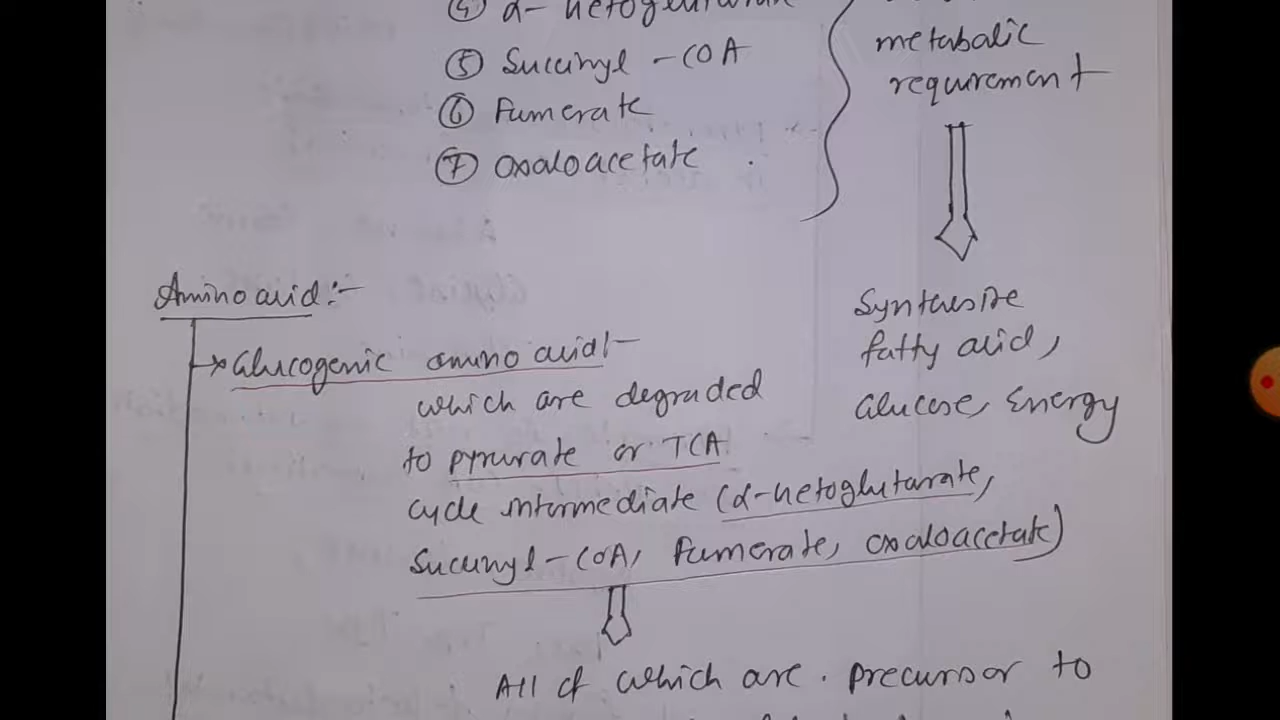 ④ α-ketoglutarate
⑤ Succinyl-COA
⑥ Fumerate
⑦ Oxaloacetate
metabolic
requirement
Synthesize
fatty acid,
Glucose, Energy
Amino acid:-
Glucogenic amino acid:-
which are degraded
to pyruvate or TCA
cycle intermediate (α-ketoglutarate,
Succinyl-COA, Fumerate, oxaloacetate)
All of which are precursor to